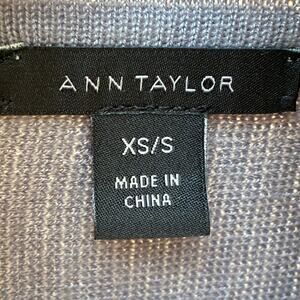 ANN TAYLOR
XS/S
MADE IN
CHINA